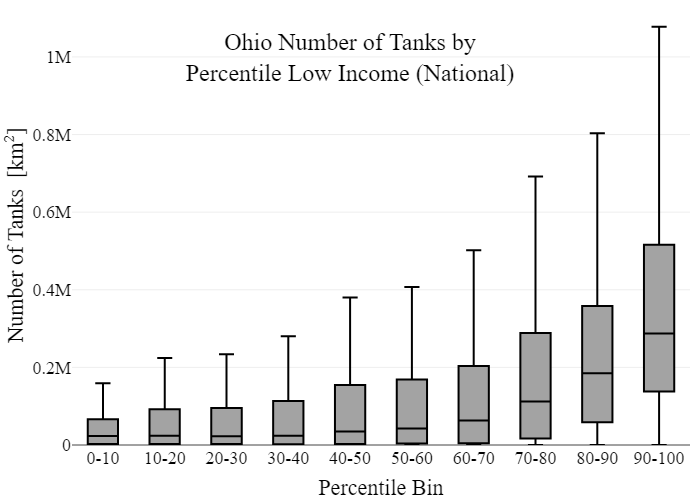 Ohio Number of Tanks by
Percentile Low Income (National)
Number of Tanks [km²]
1M
0.8M
0.6M
0.4M
0.2M
0
0-10 10-20 20-30 30-40 40-50 50-60 60-70 70-80 80-90 90-100
Percentile Bin